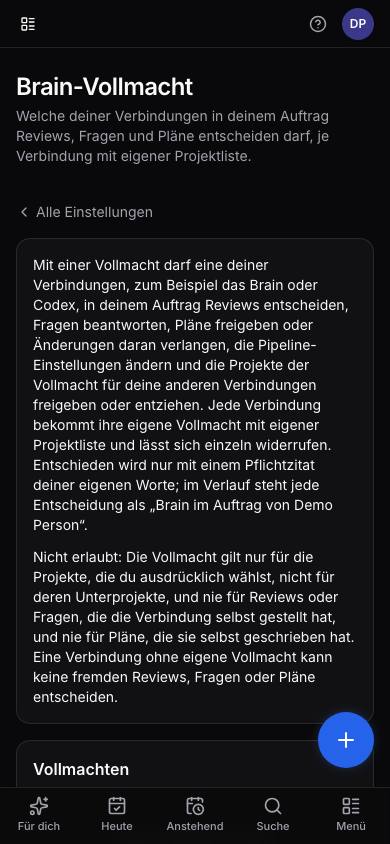 DP
Brain-Vollmacht
Welche deiner Verbindungen in deinem Auftrag
Reviews, Fragen und Pläne entscheiden darf, je
Verbindung mit eigener Projektliste.
Alle Einstellungen
Mit einer Vollmacht darf eine deiner
Verbindungen, zum Beispiel das Brain oder
Codex, in deinem Auftrag Reviews entscheiden,
Fragen beantworten, Pläne freigeben oder
Änderungen daran verlangen, die Pipeline-
Einstellungen ändern und die Projekte der
Vollmacht für deine anderen Verbindungen
freigeben oder entziehen. Jede Verbindung
bekommt ihre eigene Vollmacht mit eigener
Projektliste und lässt sich einzeln widerrufen.
Entschieden wird nur mit einem Pflichtzitat
deiner eigenen Worte; im Verlauf steht jede
Entscheidung als „Brain im Auftrag von Demo
Person“.
Nicht erlaubt: Die Vollmacht gilt nur für die
Projekte, die du ausdrücklich wählst, nicht für
deren Unterprojekte, und nie für Reviews oder
Fragen, die die Verbindung selbst gestellt hat,
und nie für Pläne, die sie selbst geschrieben hat.
Eine Verbindung ohne eigene Vollmacht kann
keine fremden Reviews, Fragen oder Pläne
entscheiden.
Vollmachten
Für dich
Heute
Anstehend
Suche
Menü